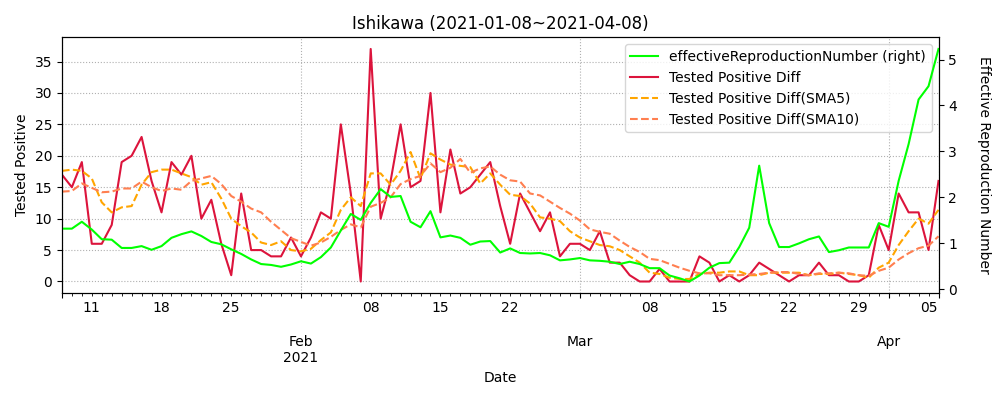 Ishikawa (2021-01-08~2021-04-08)
effectiveReproductionNumber (right)
Tested Positive Diff
Tested Positive Diff(SMA5)
Tested Positive Diff(SMA10)
Tested Positive
35
30
25
20
15
10
5
0
Effective Reproduction Number
5
4
3
2
1
0
11 18 25 08 15 22 08 15 22 29 05
Feb Mar Apr
2021
Date